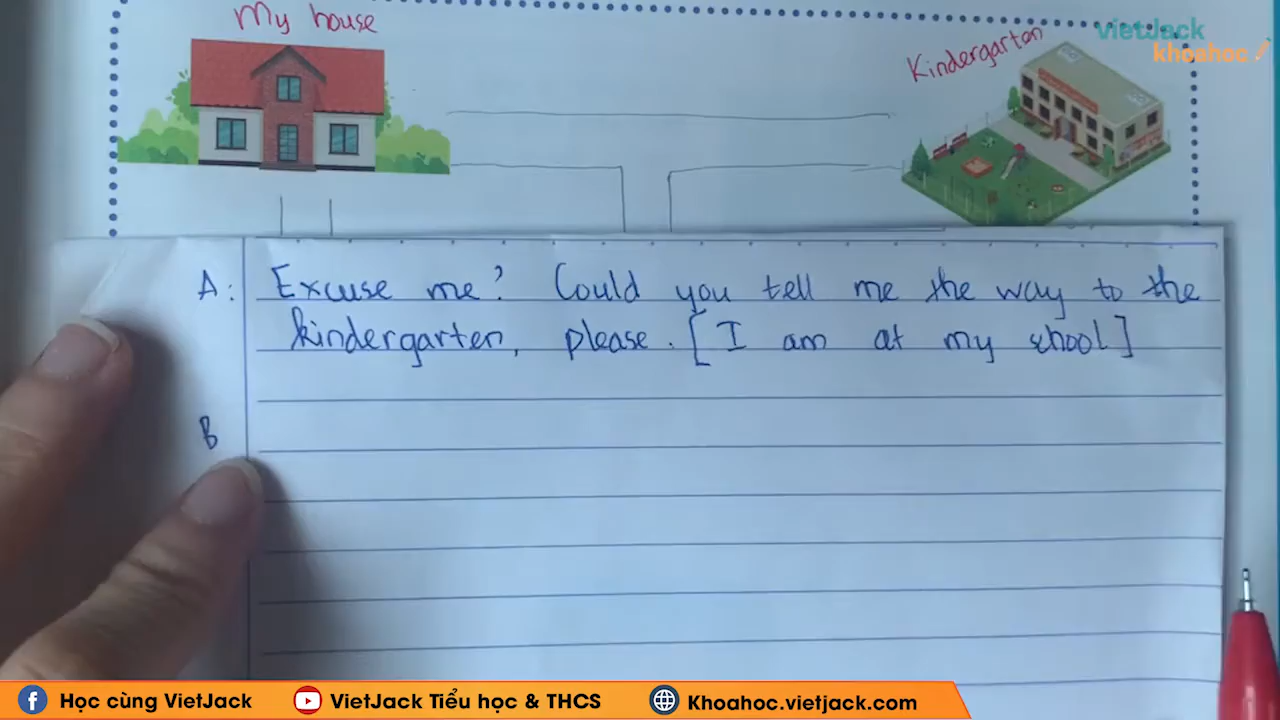 My house
Kindergarten
vietJack
khoahoc
A: Excuse me? Could you tell me the way to the
kindergarten, please. [I am at my school]
B
Học cùng VietJack
VietJack Tiểu học & THCS
Khoahoc.vietjack.com